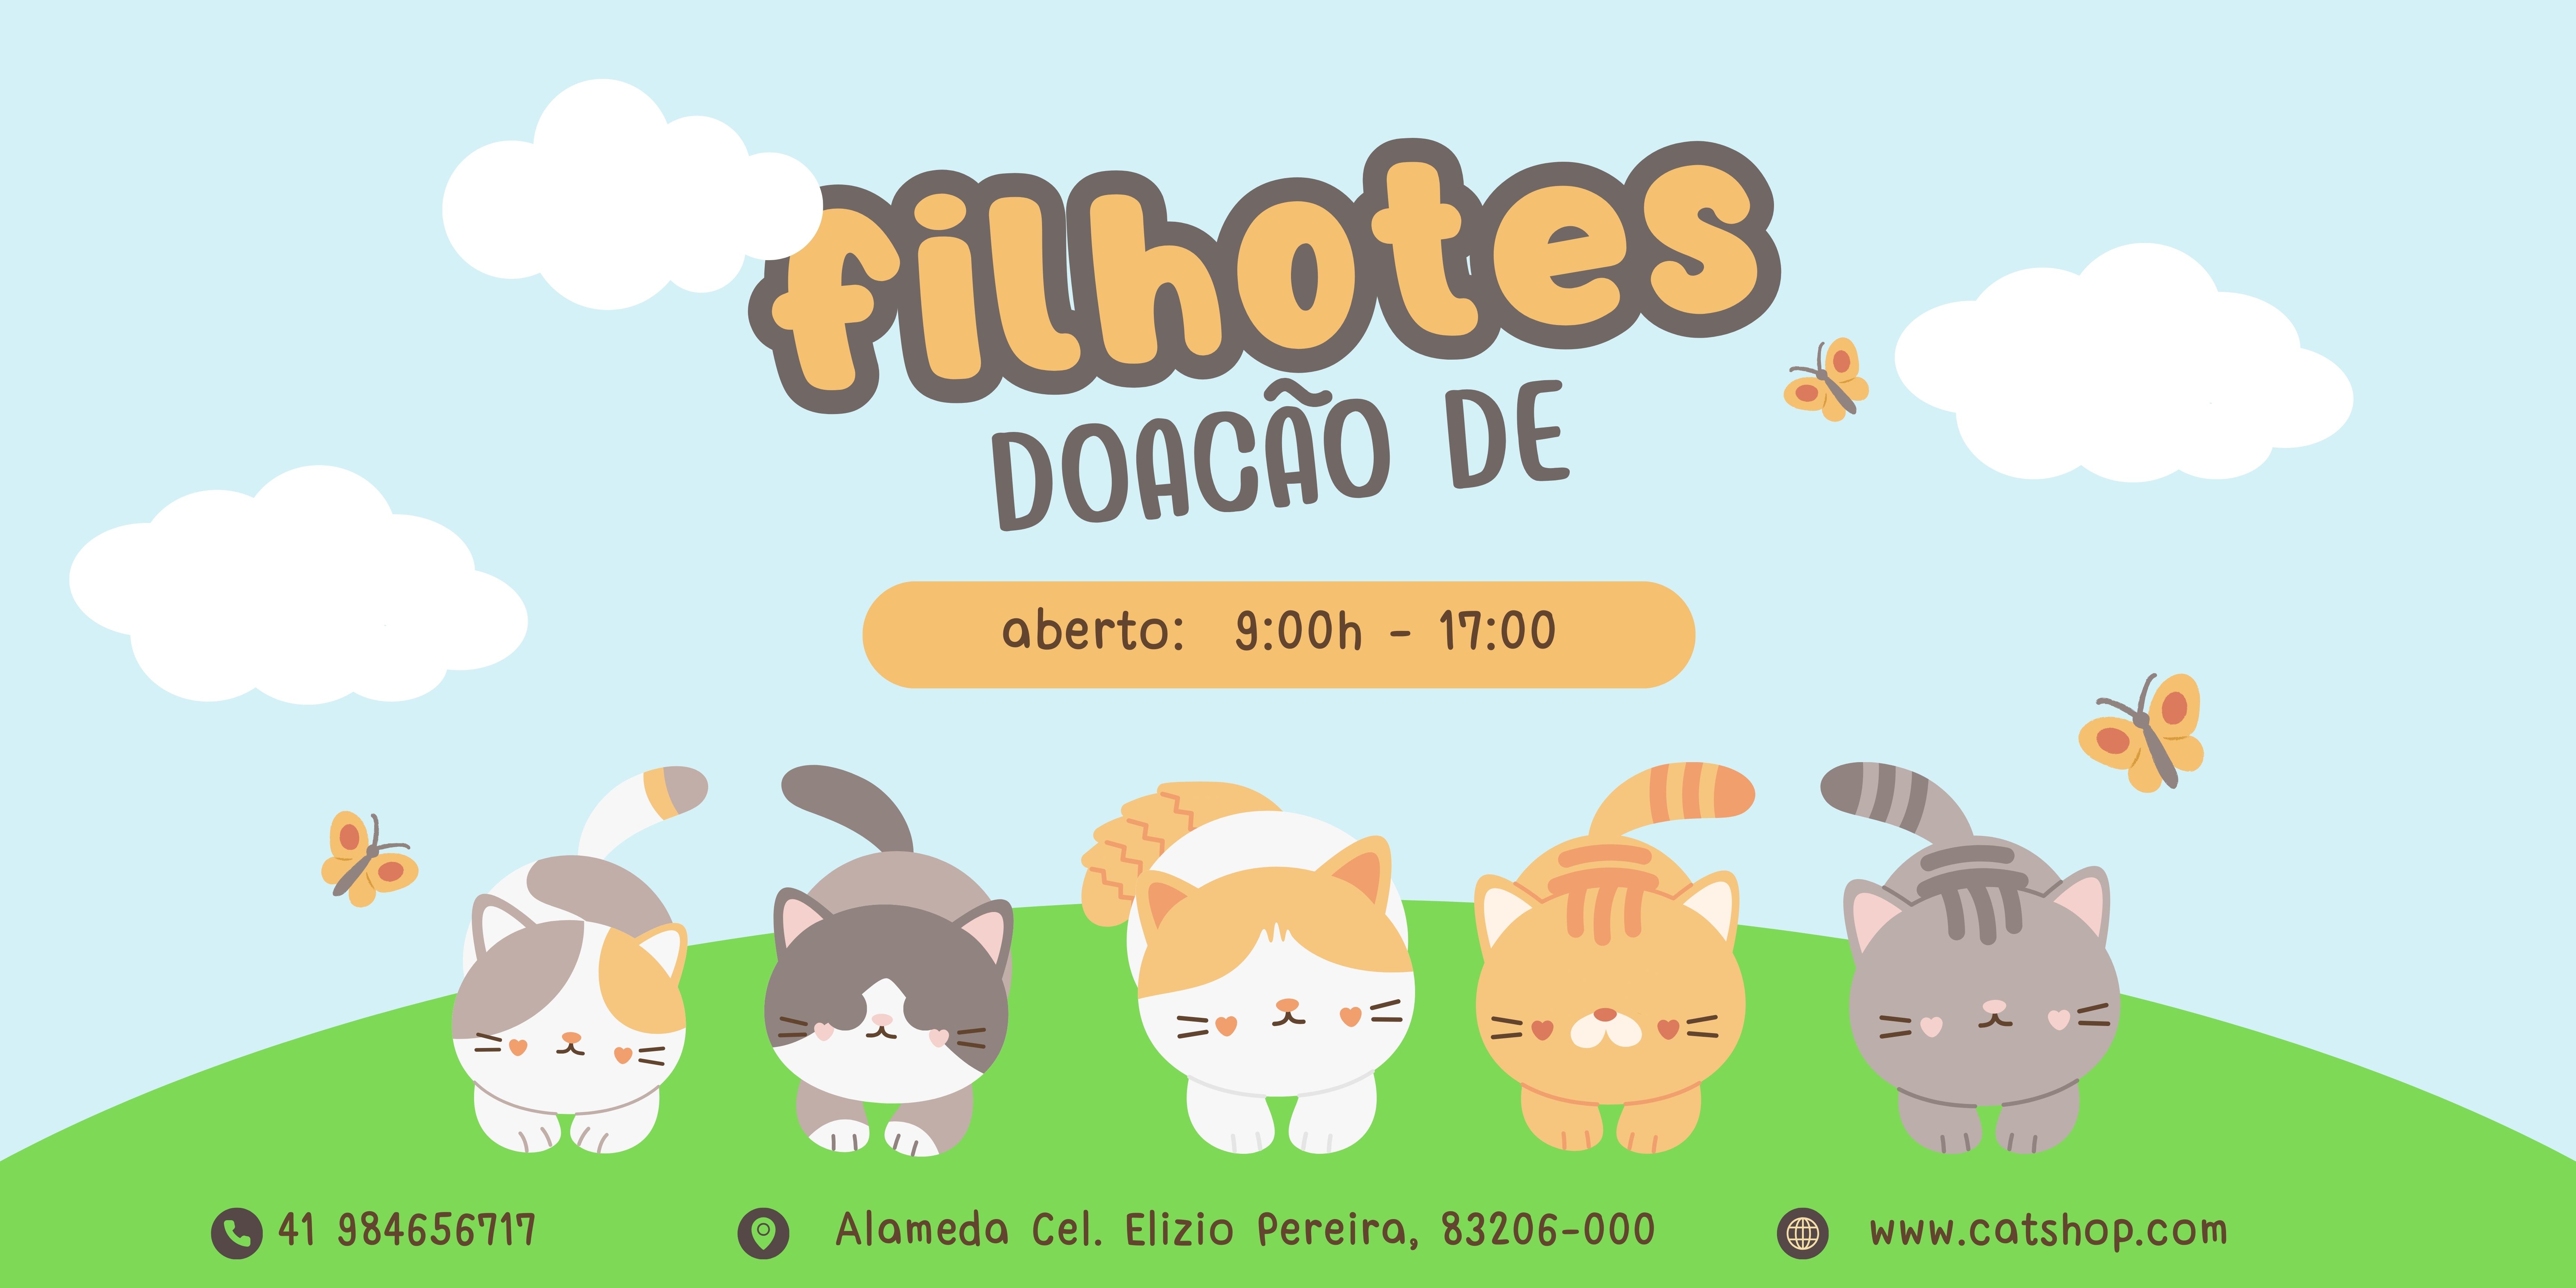 filhotes
DOACÃO DE
aberto: 9:00h - 17:00
41 984656717
Alameda Cel. Elizio Pereira, 83206-000
www.catshop.com